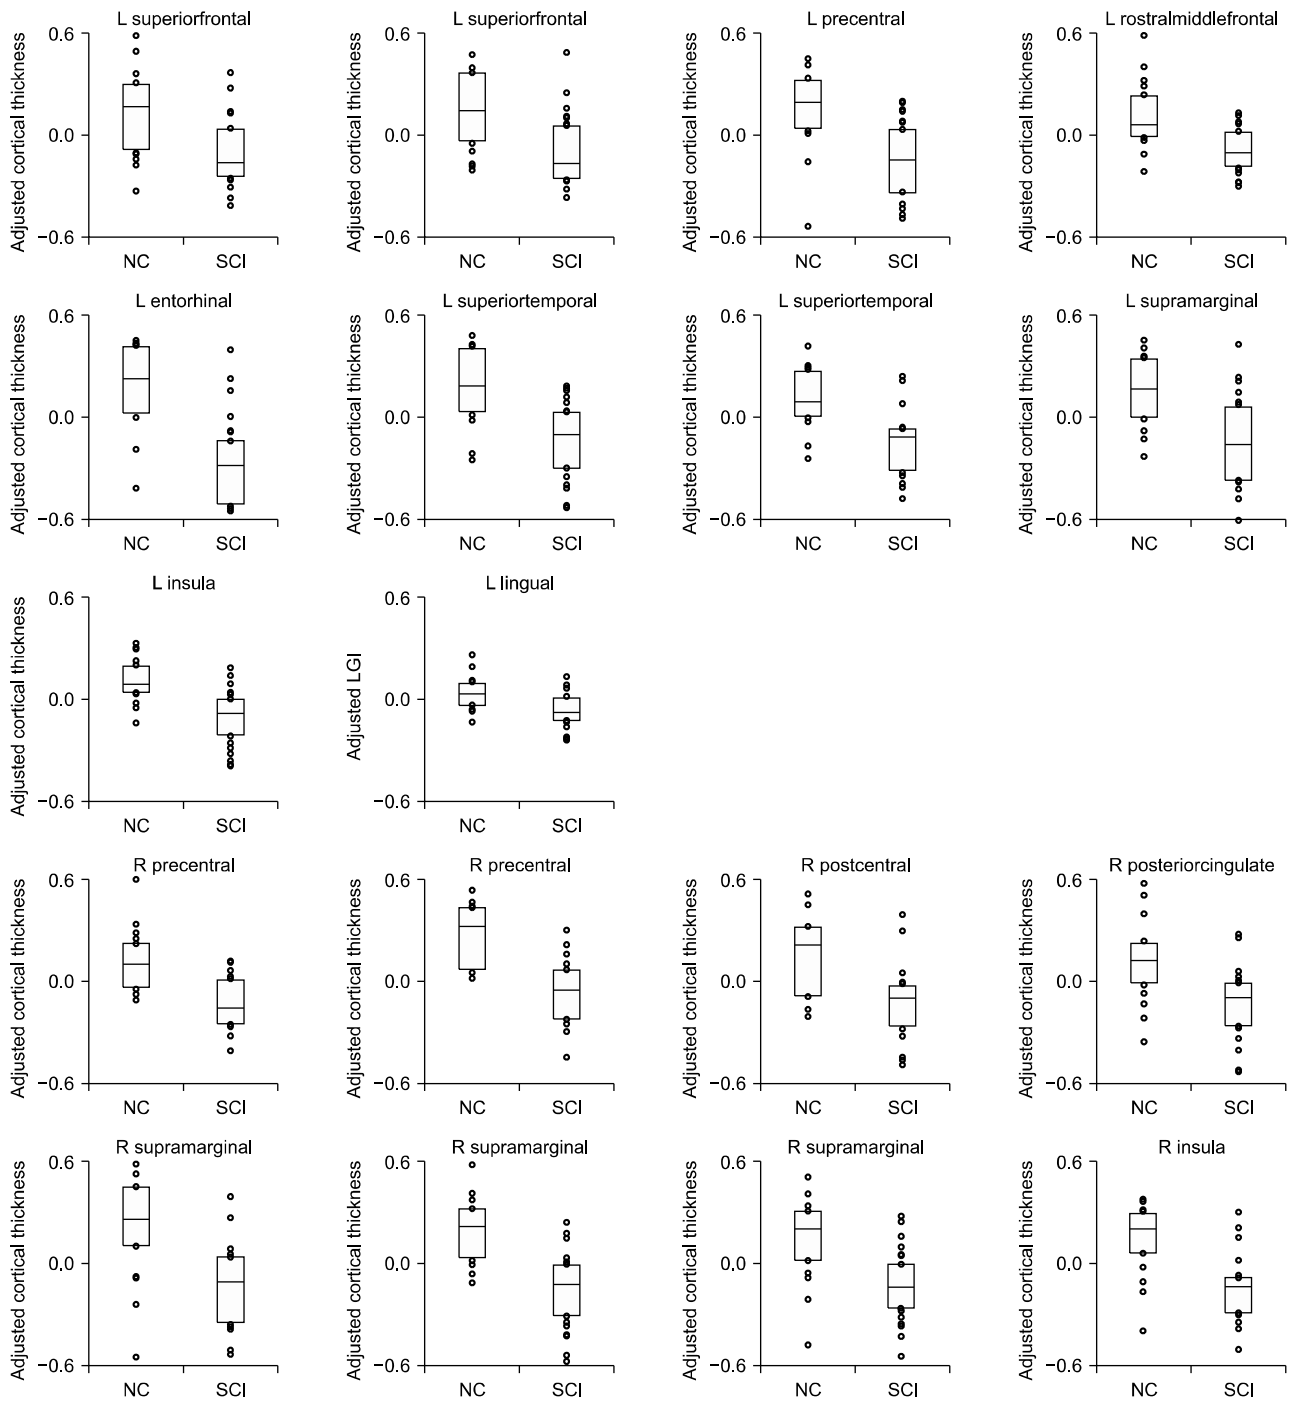 L superiorfrontal
Adjusted cortical thickness
0.6
0.0
−0.6
NC SCI
L superiorfrontal
Adjusted cortical thickness
0.6
0.0
−0.6
NC SCI
L precentral
Adjusted cortical thickness
0.6
0.0
−0.6
NC SCI
L rostralmiddlefrontal
Adjusted cortical thickness
0.6
0.0
−0.6
NC SCI
L entorhinal
Adjusted cortical thickness
0.6
0.0
−0.6
NC SCI
L superiortemporal
Adjusted cortical thickness
0.6
0.0
−0.6
NC SCI
L superiortemporal
Adjusted cortical thickness
0.6
0.0
−0.6
NC SCI
L supramarginal
Adjusted cortical thickness
0.6
0.0
−0.6
NC SCI
L insula
Adjusted cortical thickness
0.6
0.0
−0.6
NC SCI
L lingual
Adjusted LGI
0.6
0.0
−0.6
NC SCI
R precentral
Adjusted cortical thickness
0.6
0.0
−0.6
NC SCI
R precentral
Adjusted cortical thickness
0.6
0.0
−0.6
NC SCI
R postcentral
Adjusted cortical thickness
0.6
0.0
−0.6
NC SCI
R posteriorcingulate
Adjusted cortical thickness
0.6
0.0
−0.6
NC SCI
R supramarginal
Adjusted cortical thickness
0.6
0.0
−0.6
NC SCI
R supramarginal
Adjusted cortical thickness
0.6
0.0
−0.6
NC SCI
R supramarginal
Adjusted cortical thickness
0.6
0.0
−0.6
NC SCI
R insula
Adjusted cortical thickness
0.6
0.0
−0.6
NC SCI